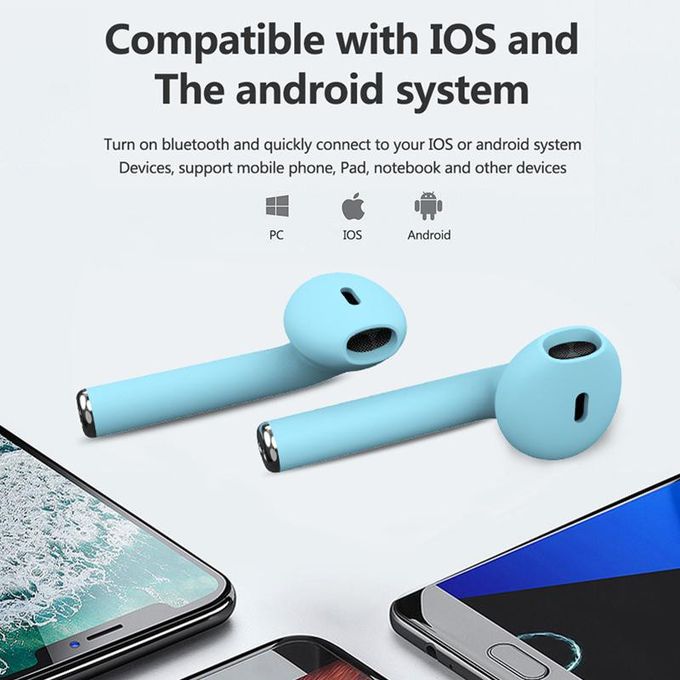 Compatible with IOS and
The android system
Turn on bluetooth and quickly connect to your IOS or android system
Devices, support mobile phone, Pad, notebook and other devices
PC
IOS
Android